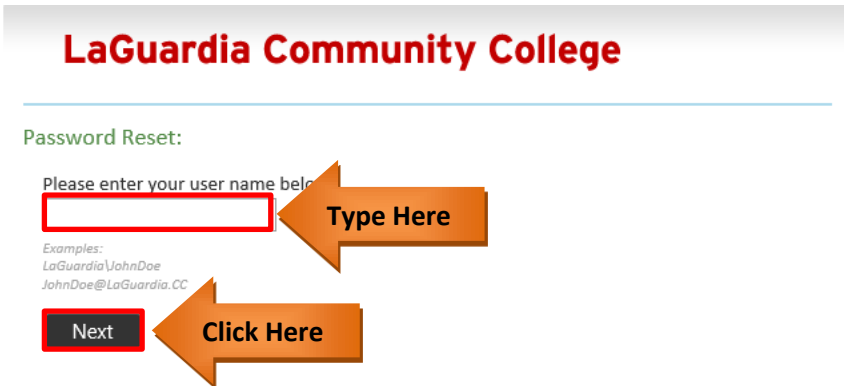 LaGuardia Community College
Password Reset:
Please enter your user name
Type Here
Examples:
LaGuardia\JohnDoe
JohnDoe@LaGuardia.CC
Next
Click Here